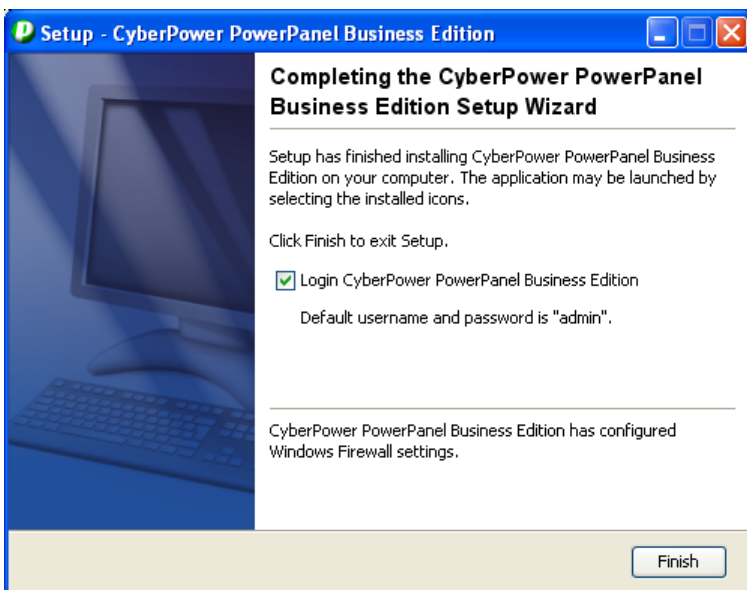 Setup - CyberPower PowerPanel Business Edition
Completing the CyberPower PowerPanel
Business Edition Setup Wizard
Setup has finished installing CyberPower PowerPanel Business
Edition on your computer. The application may be launched by
selecting the installed icons.
Click Finish to exit Setup.
Login CyberPower PowerPanel Business Edition
Default username and password is "admin".
CyberPower PowerPanel Business Edition has configured
Windows Firewall settings.
Finish